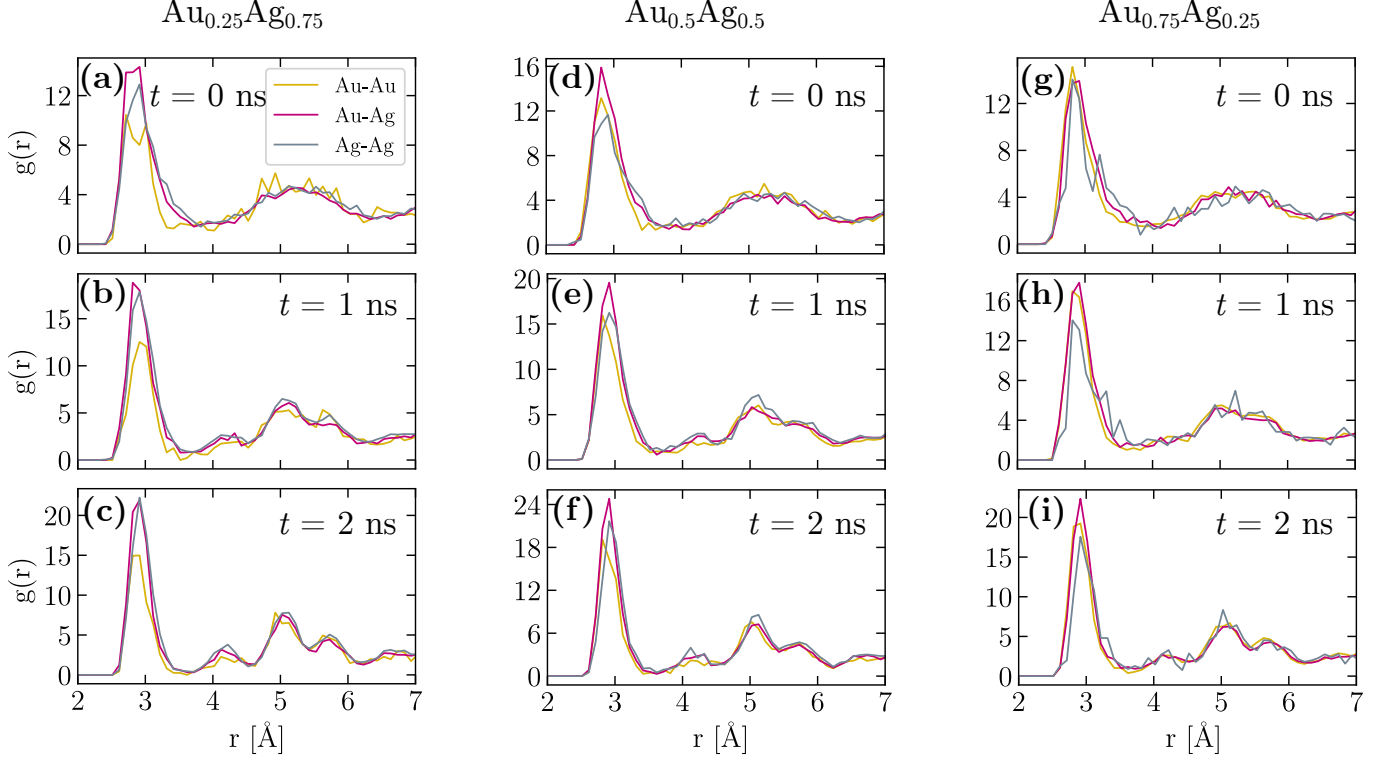 Au0.25Ag0.75
Au0.5Ag0.5
Au0.75Ag0.25
(a)
t = 0 ns
Au-Au
Au-Ag
Ag-Ag
g(r)
12
8
4
0
(b)
t = 1 ns
g(r)
15
10
5
0
(c)
t = 2 ns
g(r)
20
15
10
5
0
2 3 4 5 6 7
r [Å]
(d)
t = 0 ns
16
12
8
4
0
(e)
t = 1 ns
20
15
10
5
0
(f)
t = 2 ns
24
18
12
6
0
2 3 4 5 6 7
r [Å]
(g)
t = 0 ns
12
8
4
0
(h)
t = 1 ns
16
12
8
4
0
(i)
t = 2 ns
20
15
10
5
0
2 3 4 5 6 7
r [Å]